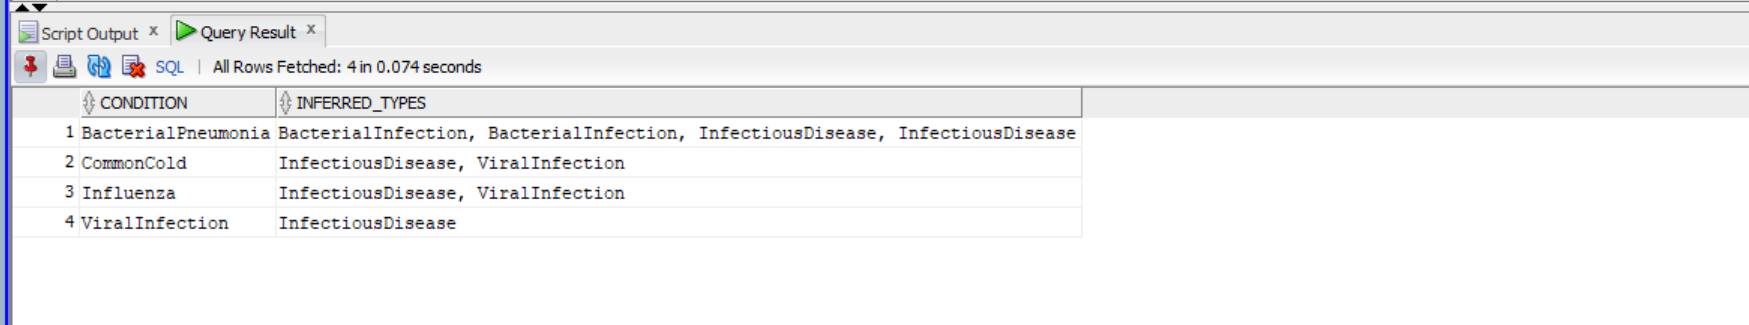 Script Output x Query Result x
SQL | All Rows Fetched: 4 in 0.074 seconds
CONDITION INFERRED_TYPES
1 BacterialPneumonia BacterialInfection, BacterialInfection, InfectiousDisease, InfectiousDisease
2 CommonCold InfectiousDisease, ViralInfection
3 Influenza InfectiousDisease, ViralInfection
4 ViralInfection InfectiousDisease